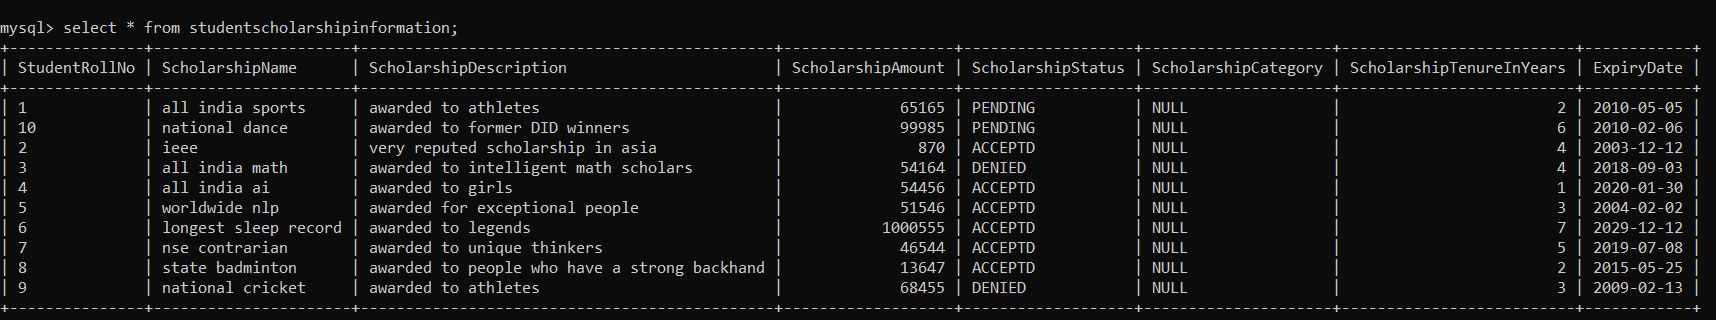 mysql> select * from studentscholarshipinformation;
+---------------+----------------------+----------------------------------------------+-------------------+-------------------+---------------------+--------------------------+------------+
| StudentRollNo | ScholarshipName      | ScholarshipDescription                       | ScholarshipAmount | ScholarshipStatus | ScholarshipCategory | ScholarshipTenureInYears | ExpiryDate |
+---------------+----------------------+----------------------------------------------+-------------------+-------------------+---------------------+--------------------------+------------+
| 1             | all india sports     | awarded to athletes                          |             65165 | PENDING           | NULL                |                        2 | 2010-05-05 |
| 10            | national dance       | awarded to former DID winners                |             99985 | PENDING           | NULL                |                        6 | 2010-02-06 |
| 2             | ieee                 | very reputed scholarship in asia             |               870 | ACCEPTD           | NULL                |                        4 | 2003-12-12 |
| 3             | all india math       | awarded to intelligent math scholars         |             54164 | DENIED            | NULL                |                        4 | 2018-09-03 |
| 4             | all india ai         | awarded to girls                             |             54456 | ACCEPTD           | NULL                |                        1 | 2020-01-30 |
| 5             | worldwide nlp        | awarded for exceptional people               |             51546 | ACCEPTD           | NULL                |                        3 | 2004-02-02 |
| 6             | longest sleep record | awarded to legends                           |           1000555 | ACCEPTD           | NULL                |                        7 | 2029-12-12 |
| 7             | nse contrarian       | awarded to unique thinkers                   |             46544 | ACCEPTD           | NULL                |                        5 | 2019-07-08 |
| 8             | state badminton      | awarded to people who have a strong backhand |             13647 | ACCEPTD           | NULL                |                        2 | 2015-05-25 |
| 9             | national cricket     | awarded to athletes                          |             68455 | DENIED            | NULL                |                        3 | 2009-02-13 |
+---------------+----------------------+----------------------------------------------+-------------------+-------------------+---------------------+--------------------------+------------+